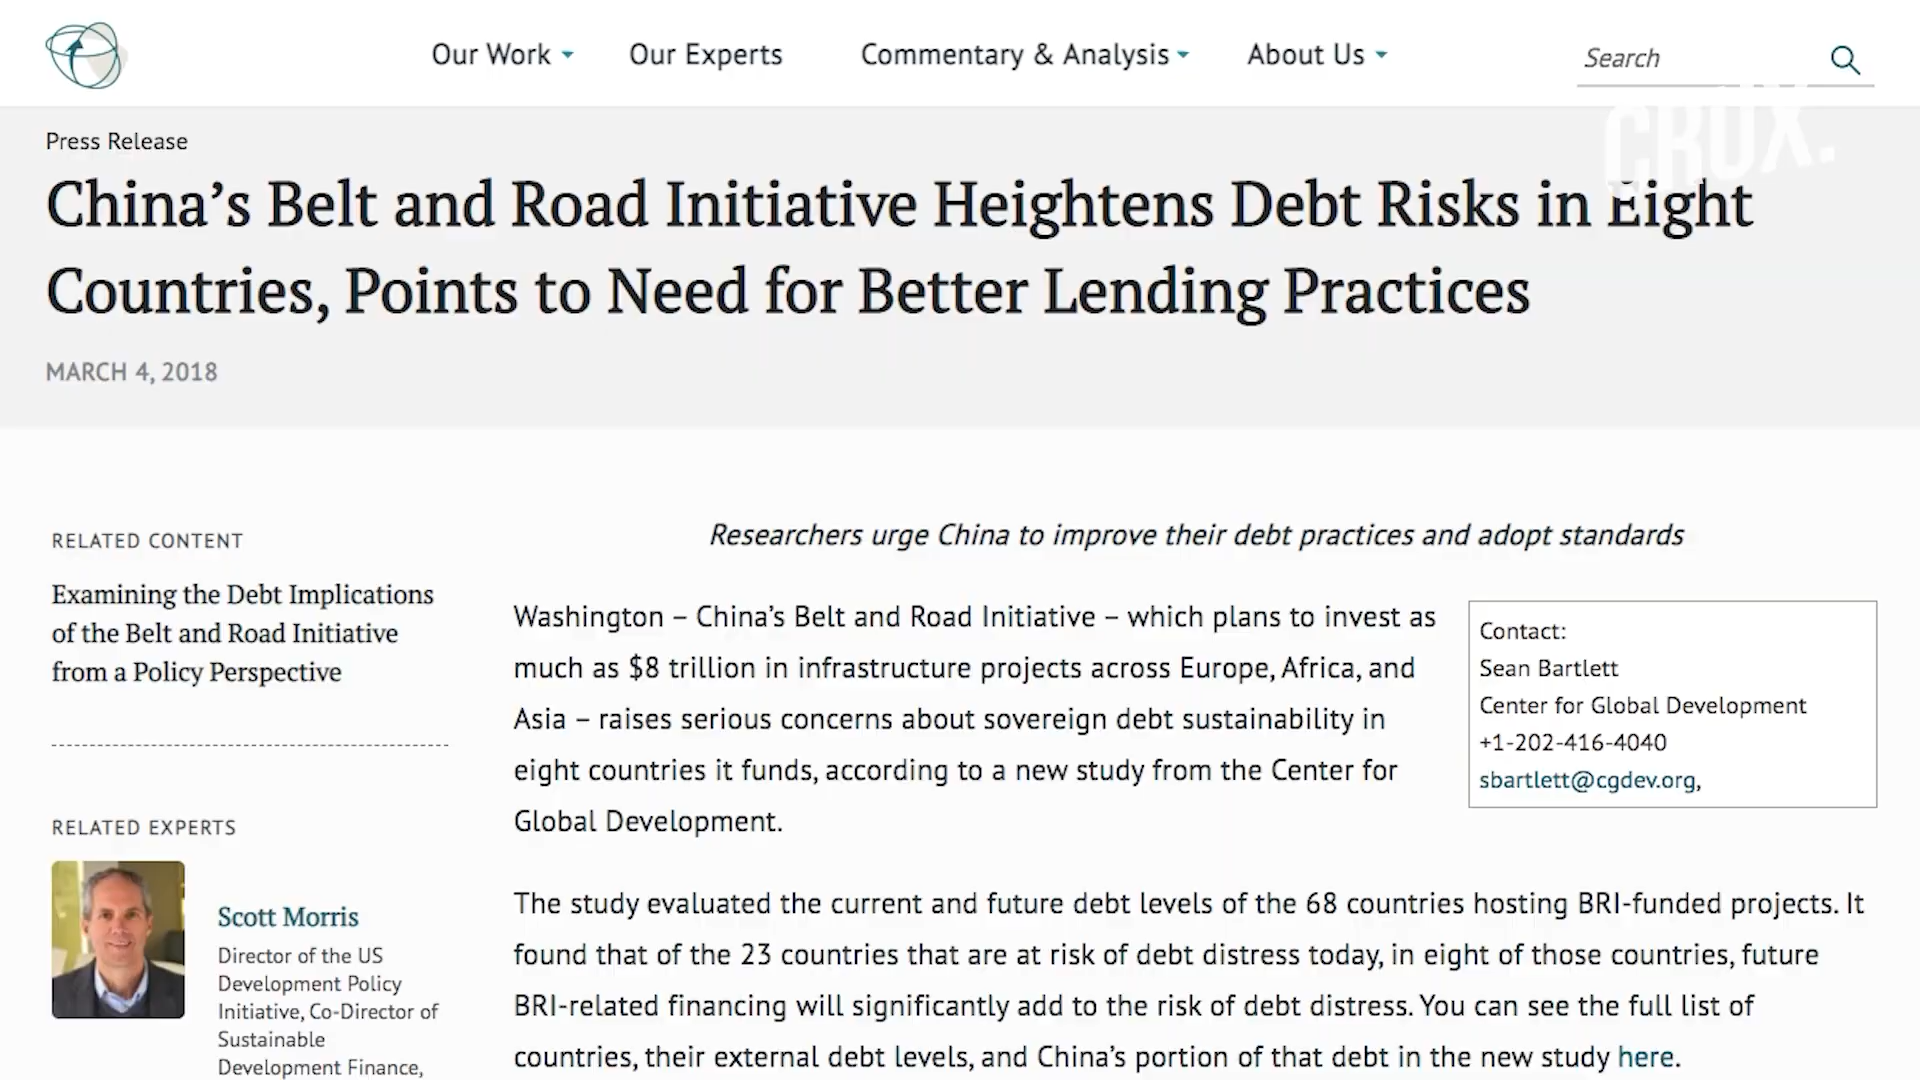 Our Work
Our Experts
Commentary & Analysis
About Us
Search
CRUX.
Press Release
China’s Belt and Road Initiative Heightens Debt Risks in Eight
Countries, Points to Need for Better Lending Practices
MARCH 4, 2018
RELATED CONTENT
Examining the Debt Implications
of the Belt and Road Initiative
from a Policy Perspective
RELATED EXPERTS
Scott Morris
Director of the US
Development Policy
Initiative, Co-Director of
Sustainable
Development Finance,
Researchers urge China to improve their debt practices and adopt standards
Washington – China’s Belt and Road Initiative – which plans to invest as
much as $8 trillion in infrastructure projects across Europe, Africa, and
Asia – raises serious concerns about sovereign debt sustainability in
eight countries it funds, according to a new study from the Center for
Global Development.
Contact:
Sean Bartlett
Center for Global Development
+1-202-416-4040
sbartlett@cgdev.org,
The study evaluated the current and future debt levels of the 68 countries hosting BRI-funded projects. It
found that of the 23 countries that are at risk of debt distress today, in eight of those countries, future
BRI-related financing will significantly add to the risk of debt distress. You can see the full list of
countries, their external debt levels, and China’s portion of that debt in the new study here.